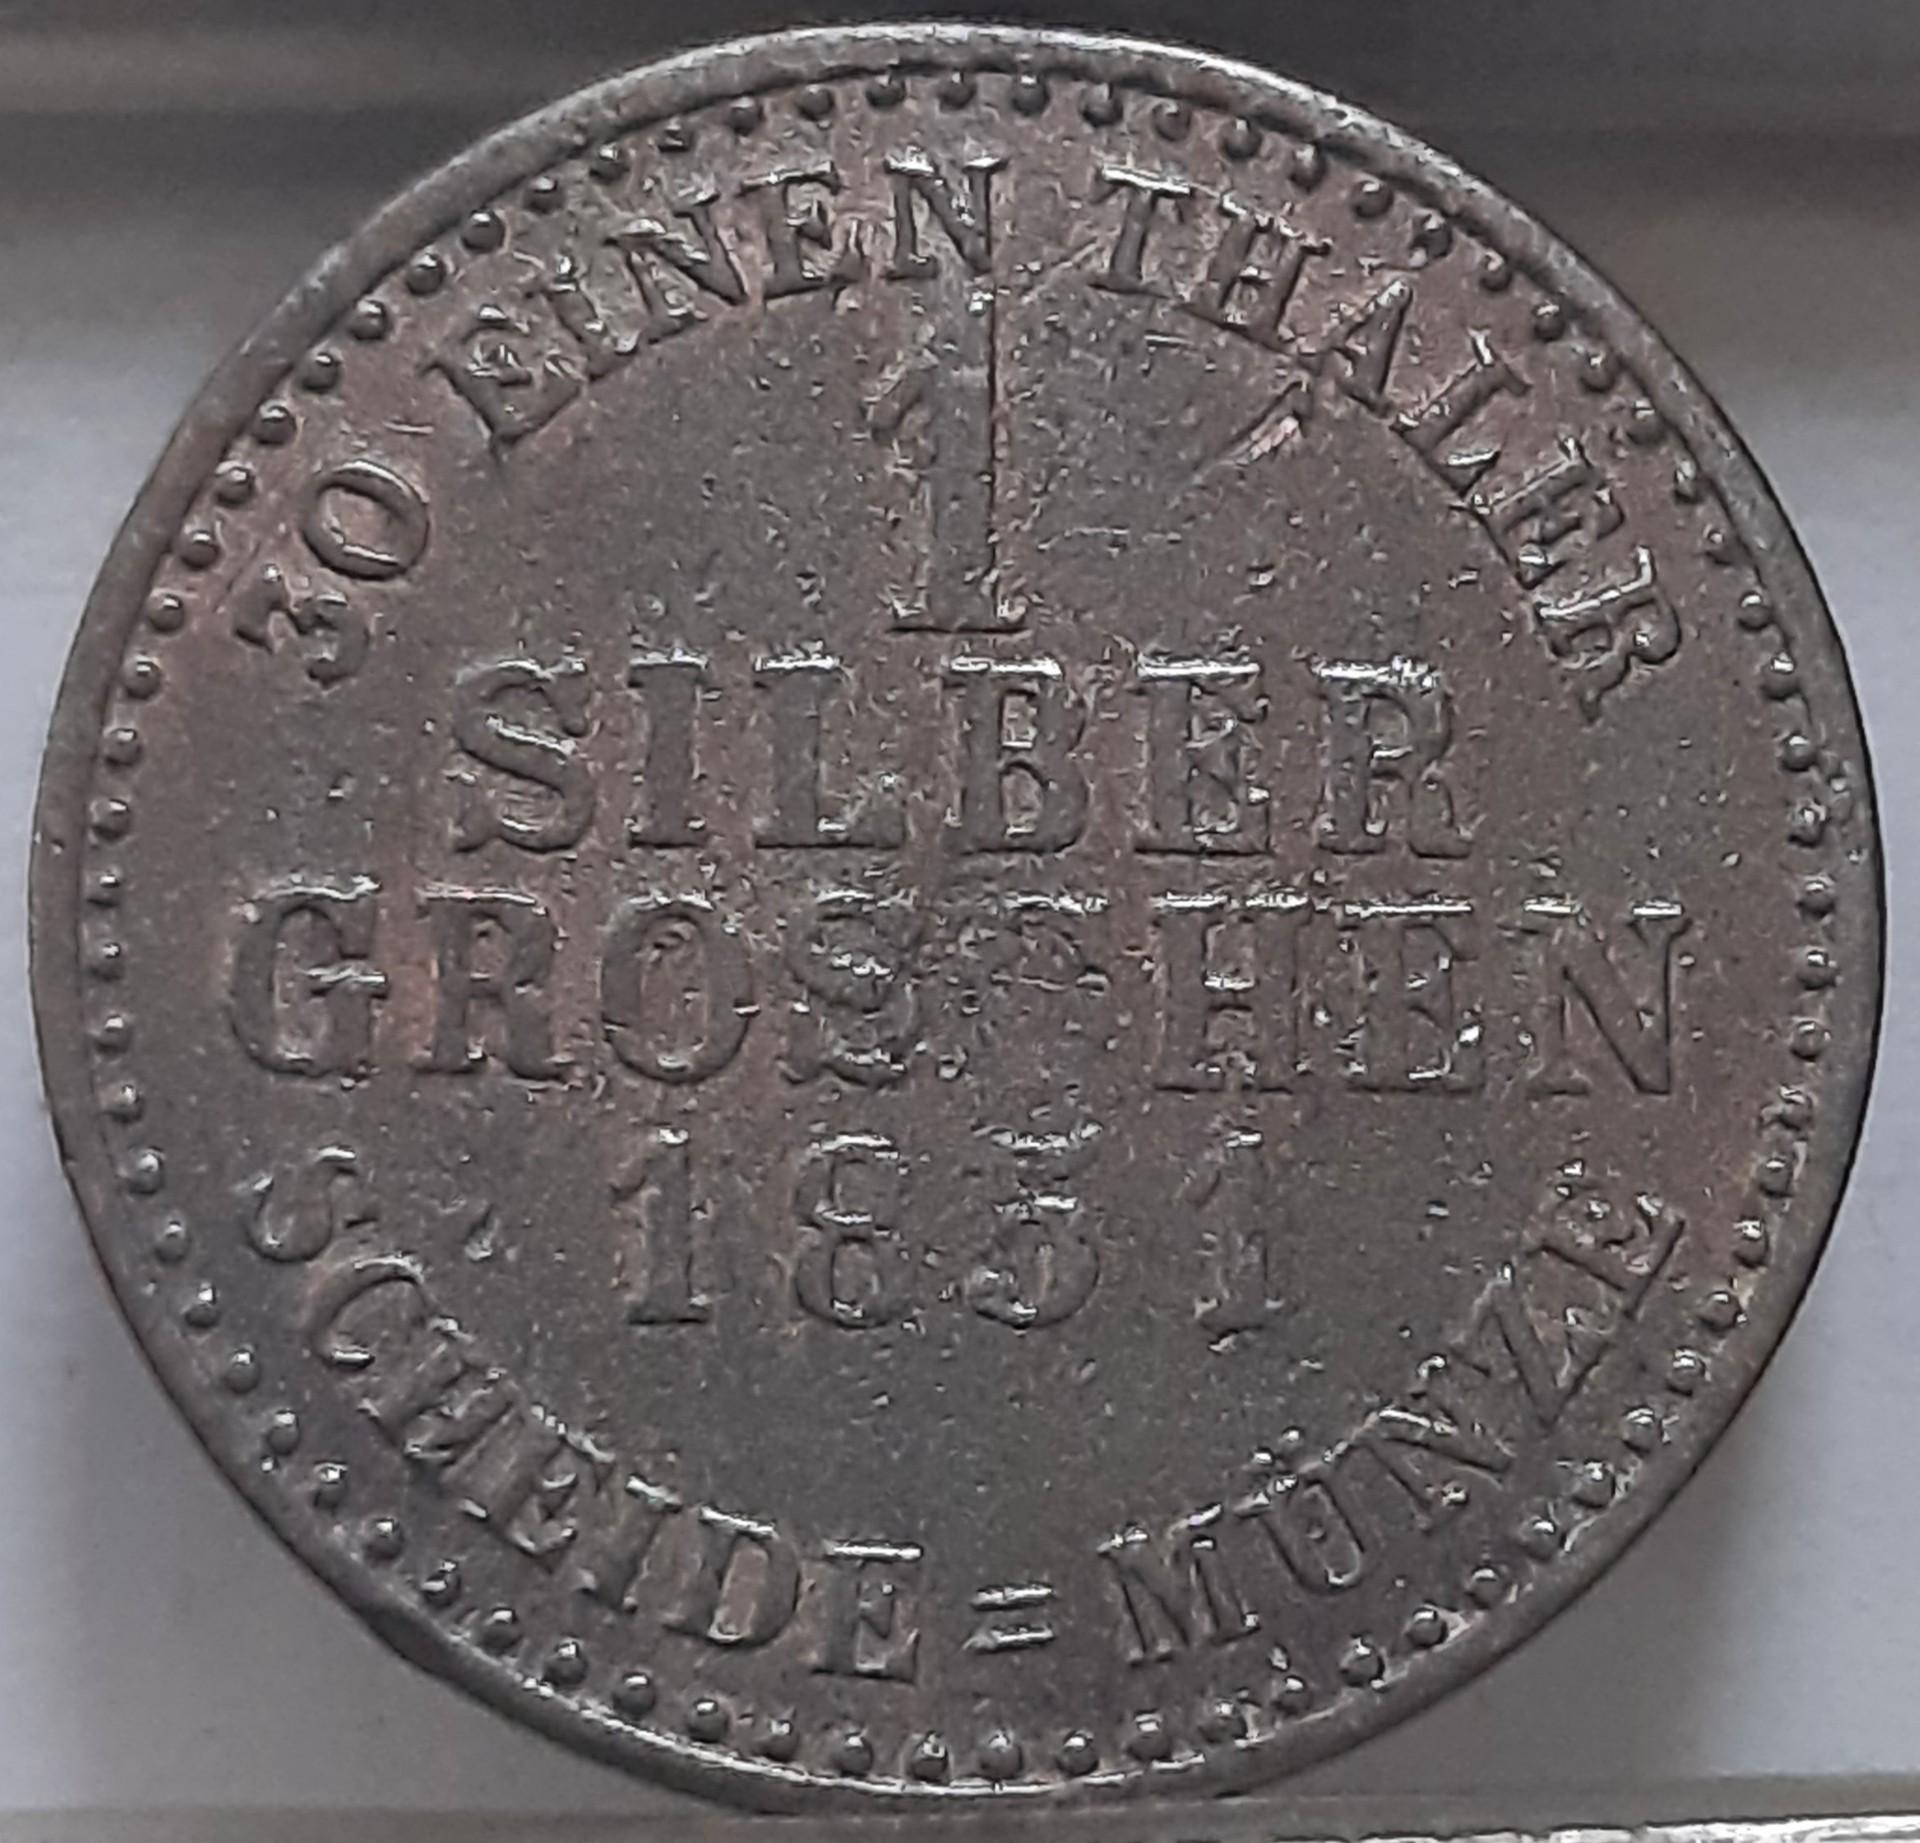 30 EINEN THALER
1
SILBER
GROSCHEN
1851
SCHEIDE = MÜNZE